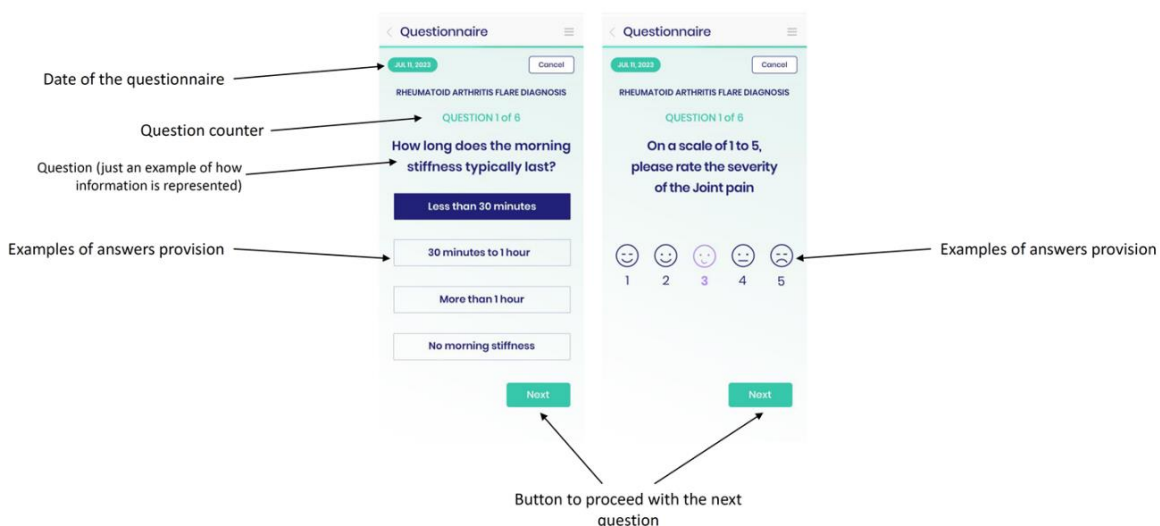 Date of the questionnaire
Question counter
Question (just an example of how
information is represented)
Examples of answers provision
Questionnaire
JUL 11, 2023
Cancel
RHEUMATOID ARTHRITIS FLARE DIAGNOSIS
QUESTION 1 of 6
How long does the morning
stiffness typically last?
Less than 30 minutes
30 minutes to 1 hour
More than 1 hour
No morning stiffness
Next
Questionnaire
JUL 11, 2023
Cancel
RHEUMATOID ARTHRITIS FLARE DIAGNOSIS
QUESTION 1 of 6
On a scale of 1 to 5,
please rate the severity
of the Joint pain
1 2 3 4 5
Next
Examples of answers provision
Button to proceed with the next
question